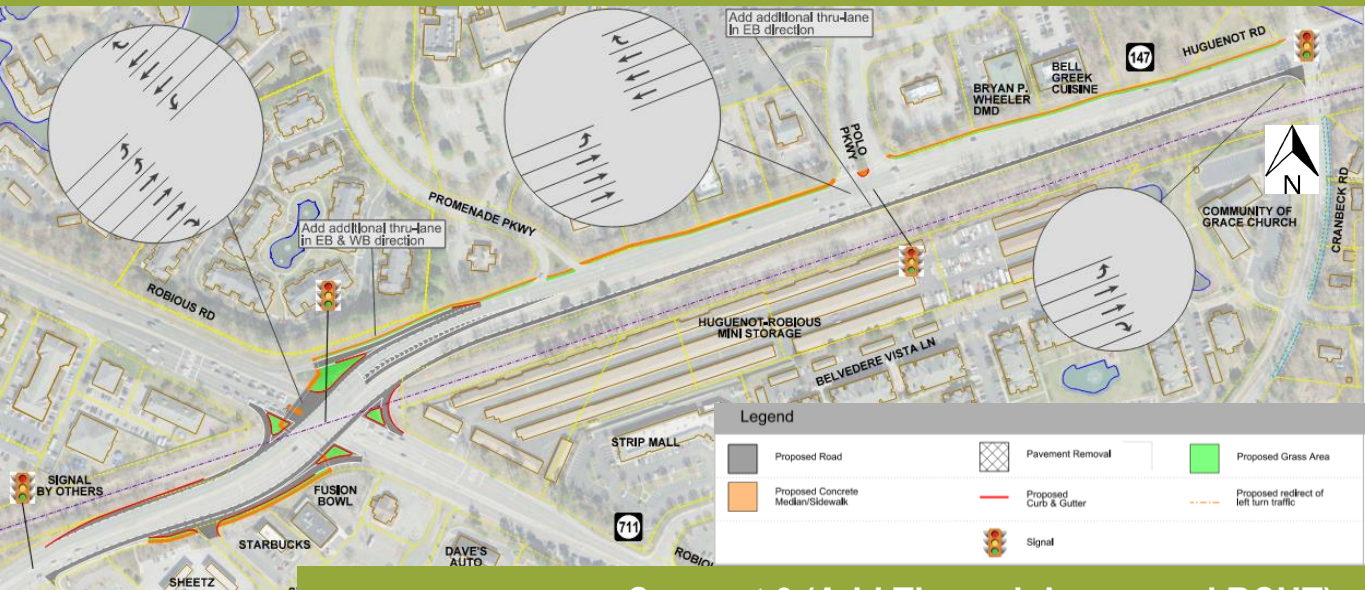 Add additional thru-lane
in EB direction
147
HUGUENOT RD
BELL
GREEK
CUISINE
BRYAN P.
WHEELER
DMD
POLO
PKWY
N
PROMENADE PKWY
Add additional thru-lane
in EB & WB direction
COMMUNITY OF
GRACE CHURCH
CRANBECK RD
ROBIOUS RD
HUGUENOT-ROBIOUS
MINI STORAGE
BELVEDERE VISTA LN
STRIP MALL
SIGNAL
BY OTHERS
FUSION
BOWL
STARBUCKS
711
DAVE'S
AUTO
SHEETZ
Legend
Proposed Road
Pavement Removal
Proposed Grass Area
Proposed Concrete
Median/Sidewalk
Proposed
Curb & Gutter
Proposed redirect of
left turn traffic
Signal